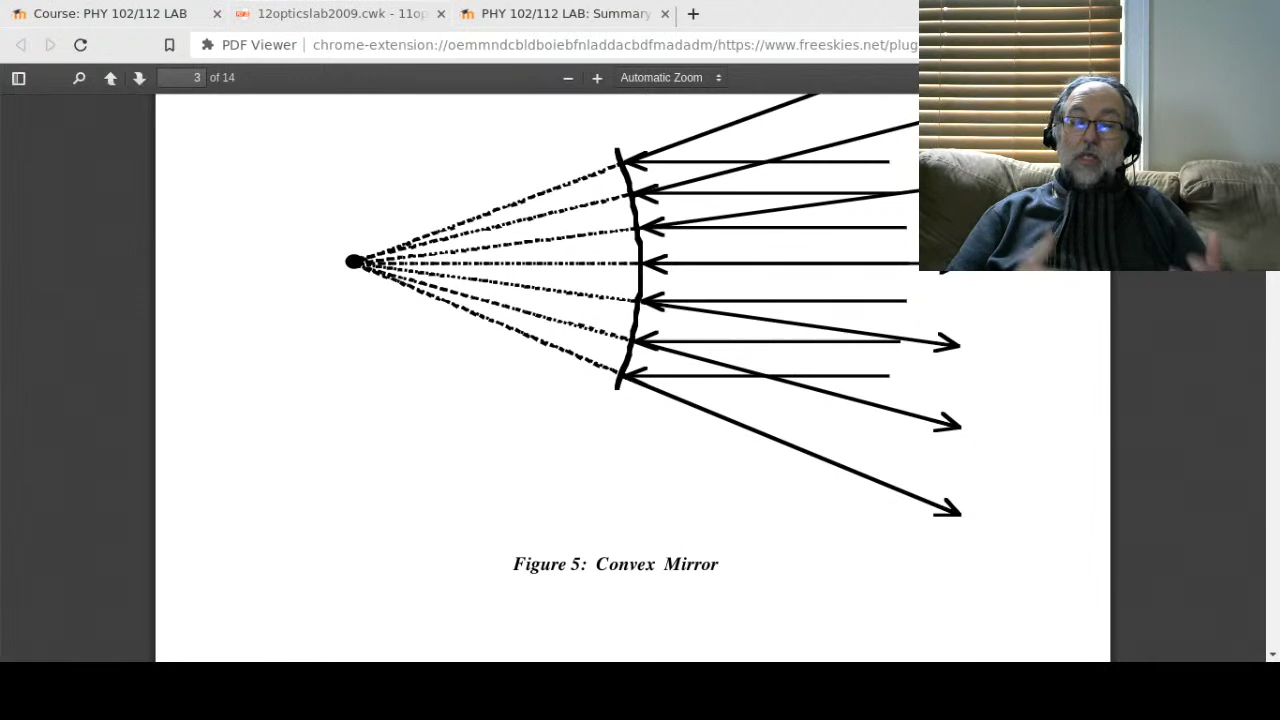 Course: PHY 102/112 LAB
12opticslab2009.cwk - 11op
PHY 102/112 LAB: Summary
PDF Viewer
chrome-extension://oemmndcbldboiebfnladdacbdfmadadm/https://www.freeskies.net/plug
3 of 14
Automatic Zoom
Figure 5: Convex Mirror